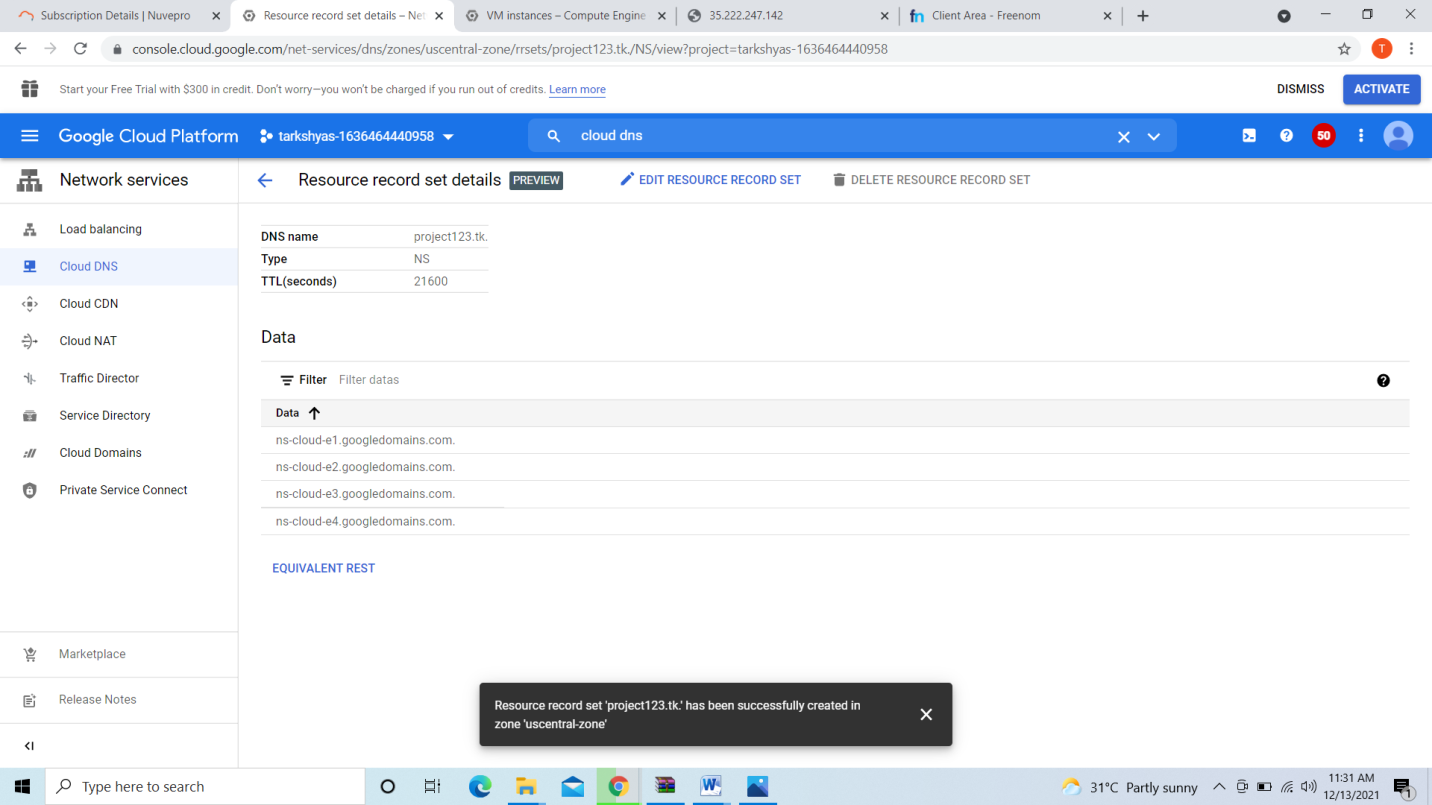 Subscription Details | Nuvepro
Resource record set details – Net
VM instances – Compute Engine
35.222.247.142
Client Area - Freenom
console.cloud.google.com/net-services/dns/zones/uscentral-zone/rrsets/project123.tk./NS/view?project=tarkshyas-1636464440958
T
Start your Free Trial with $300 in credit. Don't worry—you won't be charged if you run out of credits. Learn more
DISMISS
ACTIVATE
Google Cloud Platform
tarkshyas-1636464440958
cloud dns
50
Network services
Resource record set details
PREVIEW
EDIT RESOURCE RECORD SET
DELETE RESOURCE RECORD SET
Load balancing
Cloud DNS
Cloud CDN
Cloud NAT
Traffic Director
Service Directory
Cloud Domains
Private Service Connect
Marketplace
Release Notes
DNS name project123.tk.
Type NS
TTL(seconds) 21600
Data
Filter Filter datas
Data
ns-cloud-e1.googledomains.com.
ns-cloud-e2.googledomains.com.
ns-cloud-e3.googledomains.com.
ns-cloud-e4.googledomains.com.
EQUIVALENT REST
Resource record set 'project123.tk.' has been successfully created in
zone 'uscentral-zone'
Type here to search
31°C Partly sunny
11:31 AM
12/13/2021
1